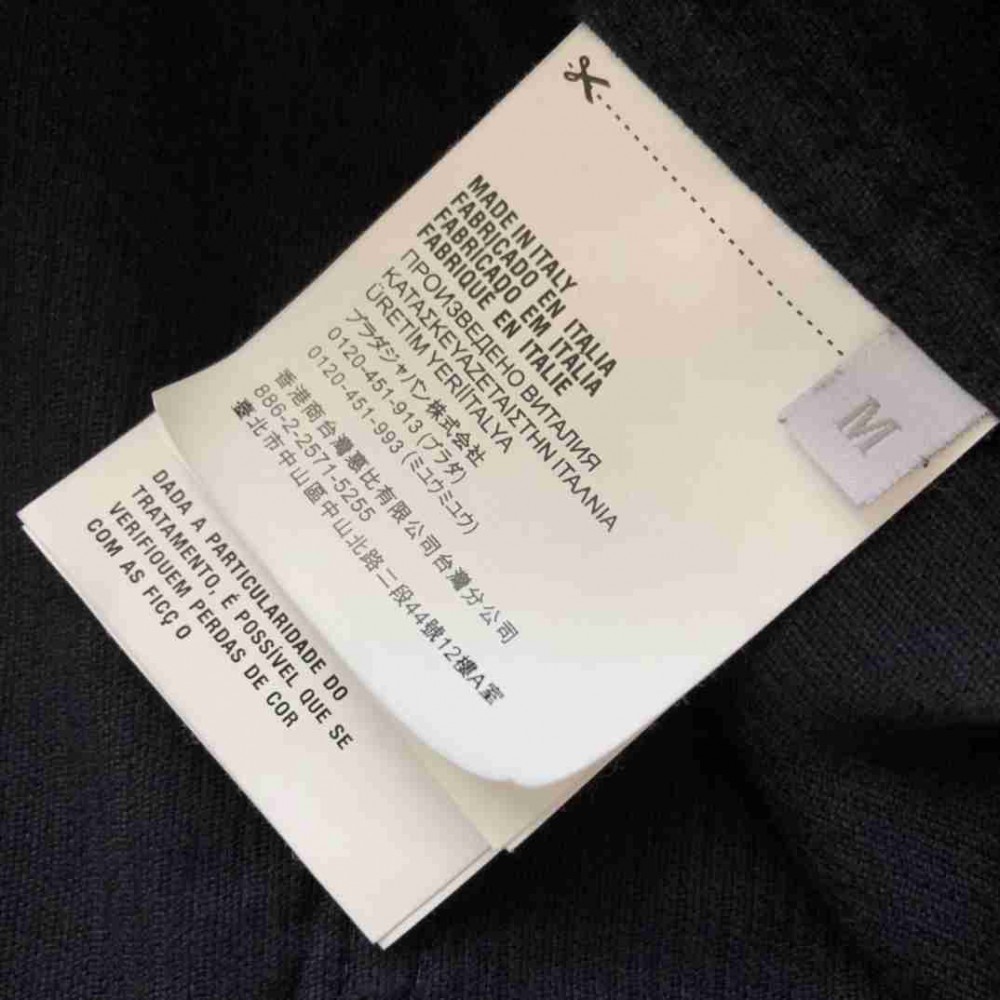 MADE IN ITALY
FABRICADO EN ITALIA
FABRICADO EM ITALIA
FABRIQUE EN ITALIE
ПРОИЗВЕДЕНО В ИТАЛИЯ
ΚΑΤΑΣΚΕΥΑΖΕΤΑΙ ΣΤΗΝ ΙΤΑΛΝΙΑ
ÜRETİM YERİ İTALYA
プラダジャパン株式会社
0120-451-913 (プラダ)
0120-451-993 (ミユウミユウ)
香港商台灣惠比有限公司台灣分公司
886-2-2571-5255
臺北市中山區中山北路二段44號12樓A室
M
DADA A PARTICULARIDADE DO
TRATAMENTO, É POSSÍVEL QUE SE
VERIFIQUEM PERDAS DE COR
COM AS FICÇ O